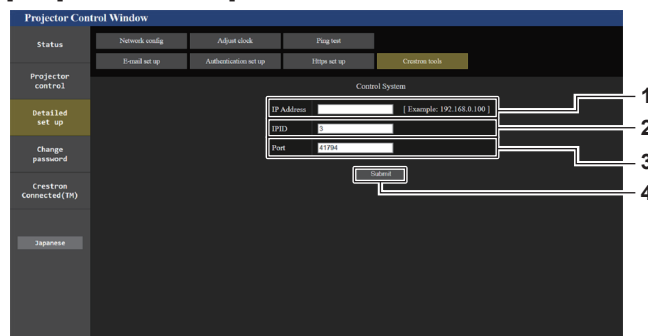 Projector Control Window
Status
Network config
Adjust clock
Ping test
E-mail set up
Authentication set up
Https set up
Crestron tools
Projector
control
Control System
Detailed
set up
IP Address
[ Example: 192.168.0.100 ]
1
IPID
3
2
Port
41794
3
Change
password
Submit
4
Crestron
Connected(TM)
Japanese